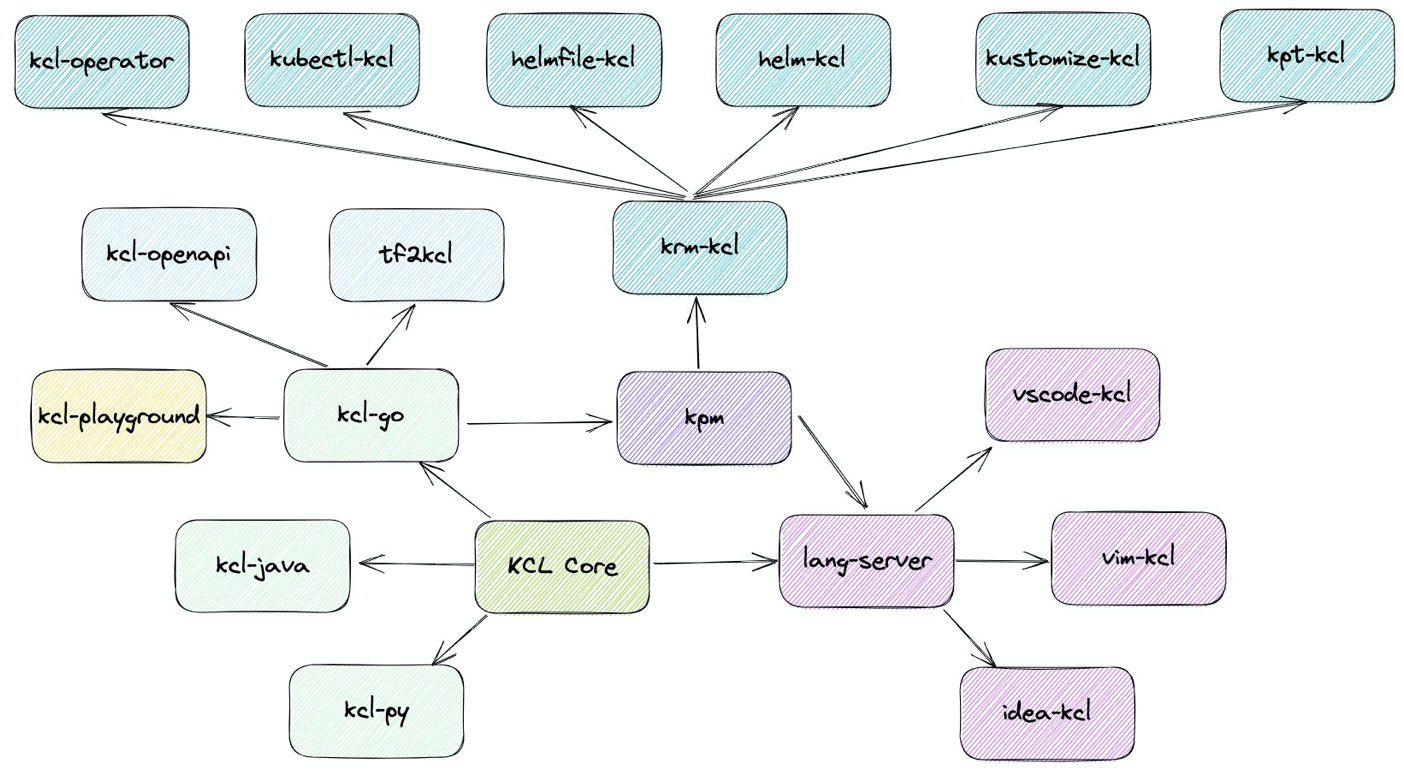 kcl-operator
kubectl-kcl
helmfile-kcl
helm-kcl
kustomize-kcl
kpt-kcl
kcl-openapi
tf2kcl
krm-kcl
kcl-playground
kcl-go
kpm
vscode-kcl
kcl-java
KCL Core
lang-server
vim-kcl
kcl-py
idea-kcl